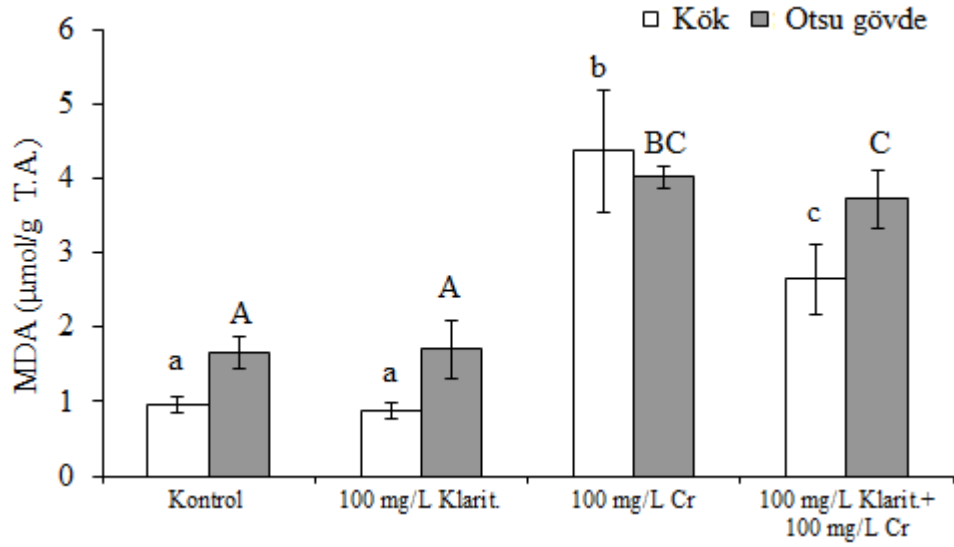 Kök Otsu gövde
MDA (µmol/g T.A.)
6
5
4
3
2
1
0
a
A
a
A
b
BC
c
C
Kontrol
100 mg/L Klarit.
100 mg/L Cr
100 mg/L Klarit.+
100 mg/L Cr